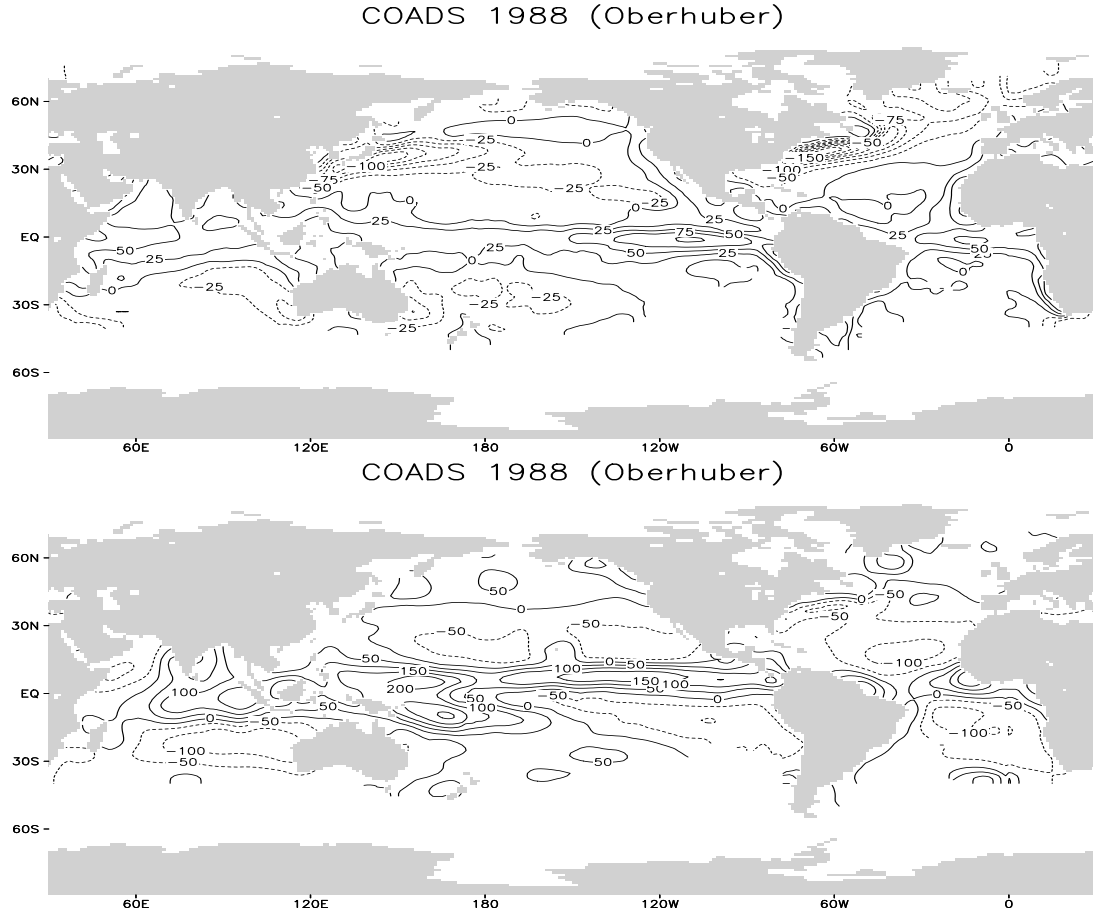 COADS 1988 (Oberhuber)
60N
30N
EQ
30S
60S
60E 120E 180 120W 60W 0
0 -25 0 -75 -50 -150 -100 -50
-100 -75 -50 -25 -25 0 -25 0 0
25 0 25 25 75 50 25
50 25 0 25 0 50 25 0
-25 -25 -25 -25
COADS 1988 (Oberhuber)
60N
30N
EQ
30S
60S
60E 120E 180 120W 60W 0
50 0 0 -50 -50
-50 -50 -100
50 150 100 0 50
100 200 50 100 -50 150 50 100 0 0
0 -50 50 0 -50
-100 -50 50 -100